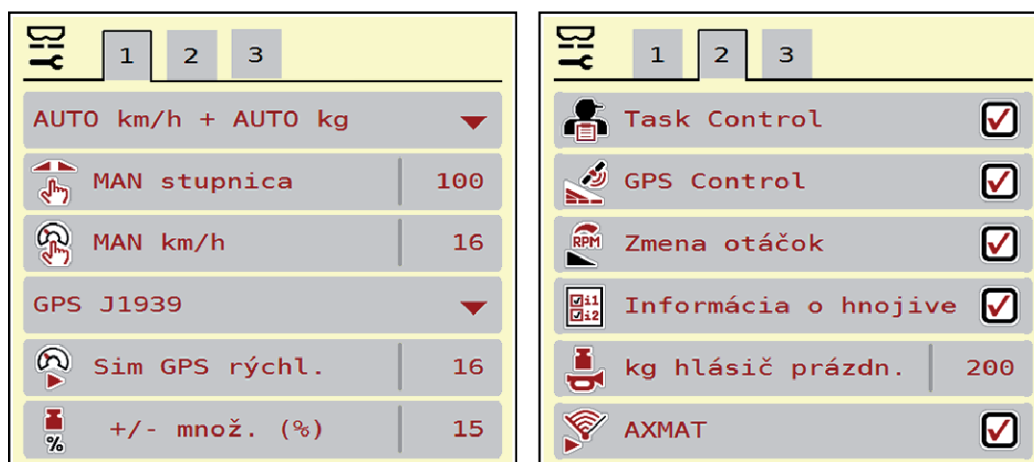 1 2 3
AUTO km/h + AUTO kg
MAN stupnica 100
MAN km/h 16
GPS J1939
Sim GPS rýchl. 16
% +/- množ. (%) 15
1 2 3
Task Control
GPS Control
RPM Zmena otáčok
i1
i2 Informácia o hnojive
kg hlásič prázdn. 200
AXMAT